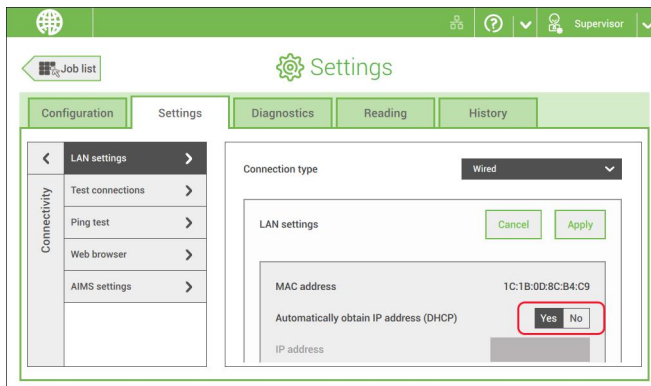 Supervisor
Job list
Settings
Configuration
Settings
Diagnostics
Reading
History
Connectivity
LAN settings
Test connections
Ping test
Web browser
AIMS settings
Connection type
Wired
LAN settings
Cancel
Apply
MAC address
1C:1B:0D:8C:B4:C9
Automatically obtain IP address (DHCP)
Yes
No
IP address